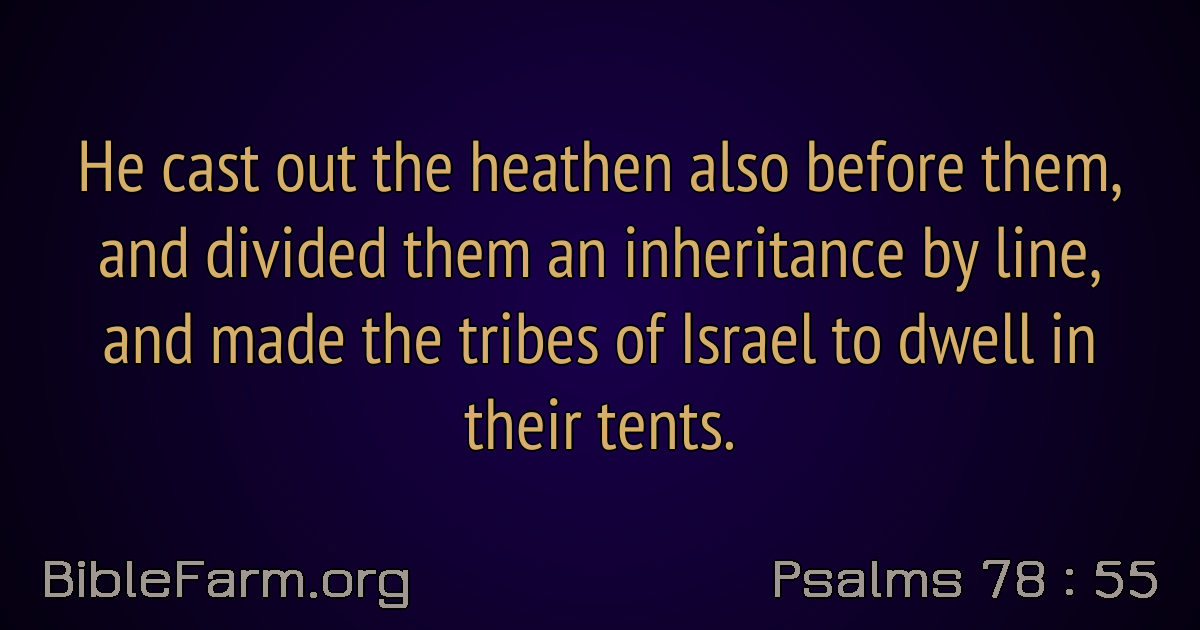 He cast out the heathen also before them,
and divided them an inheritance by line,
and made the tribes of Israel to dwell in
their tents.
BibleFarm.org
Psalms 78 : 55